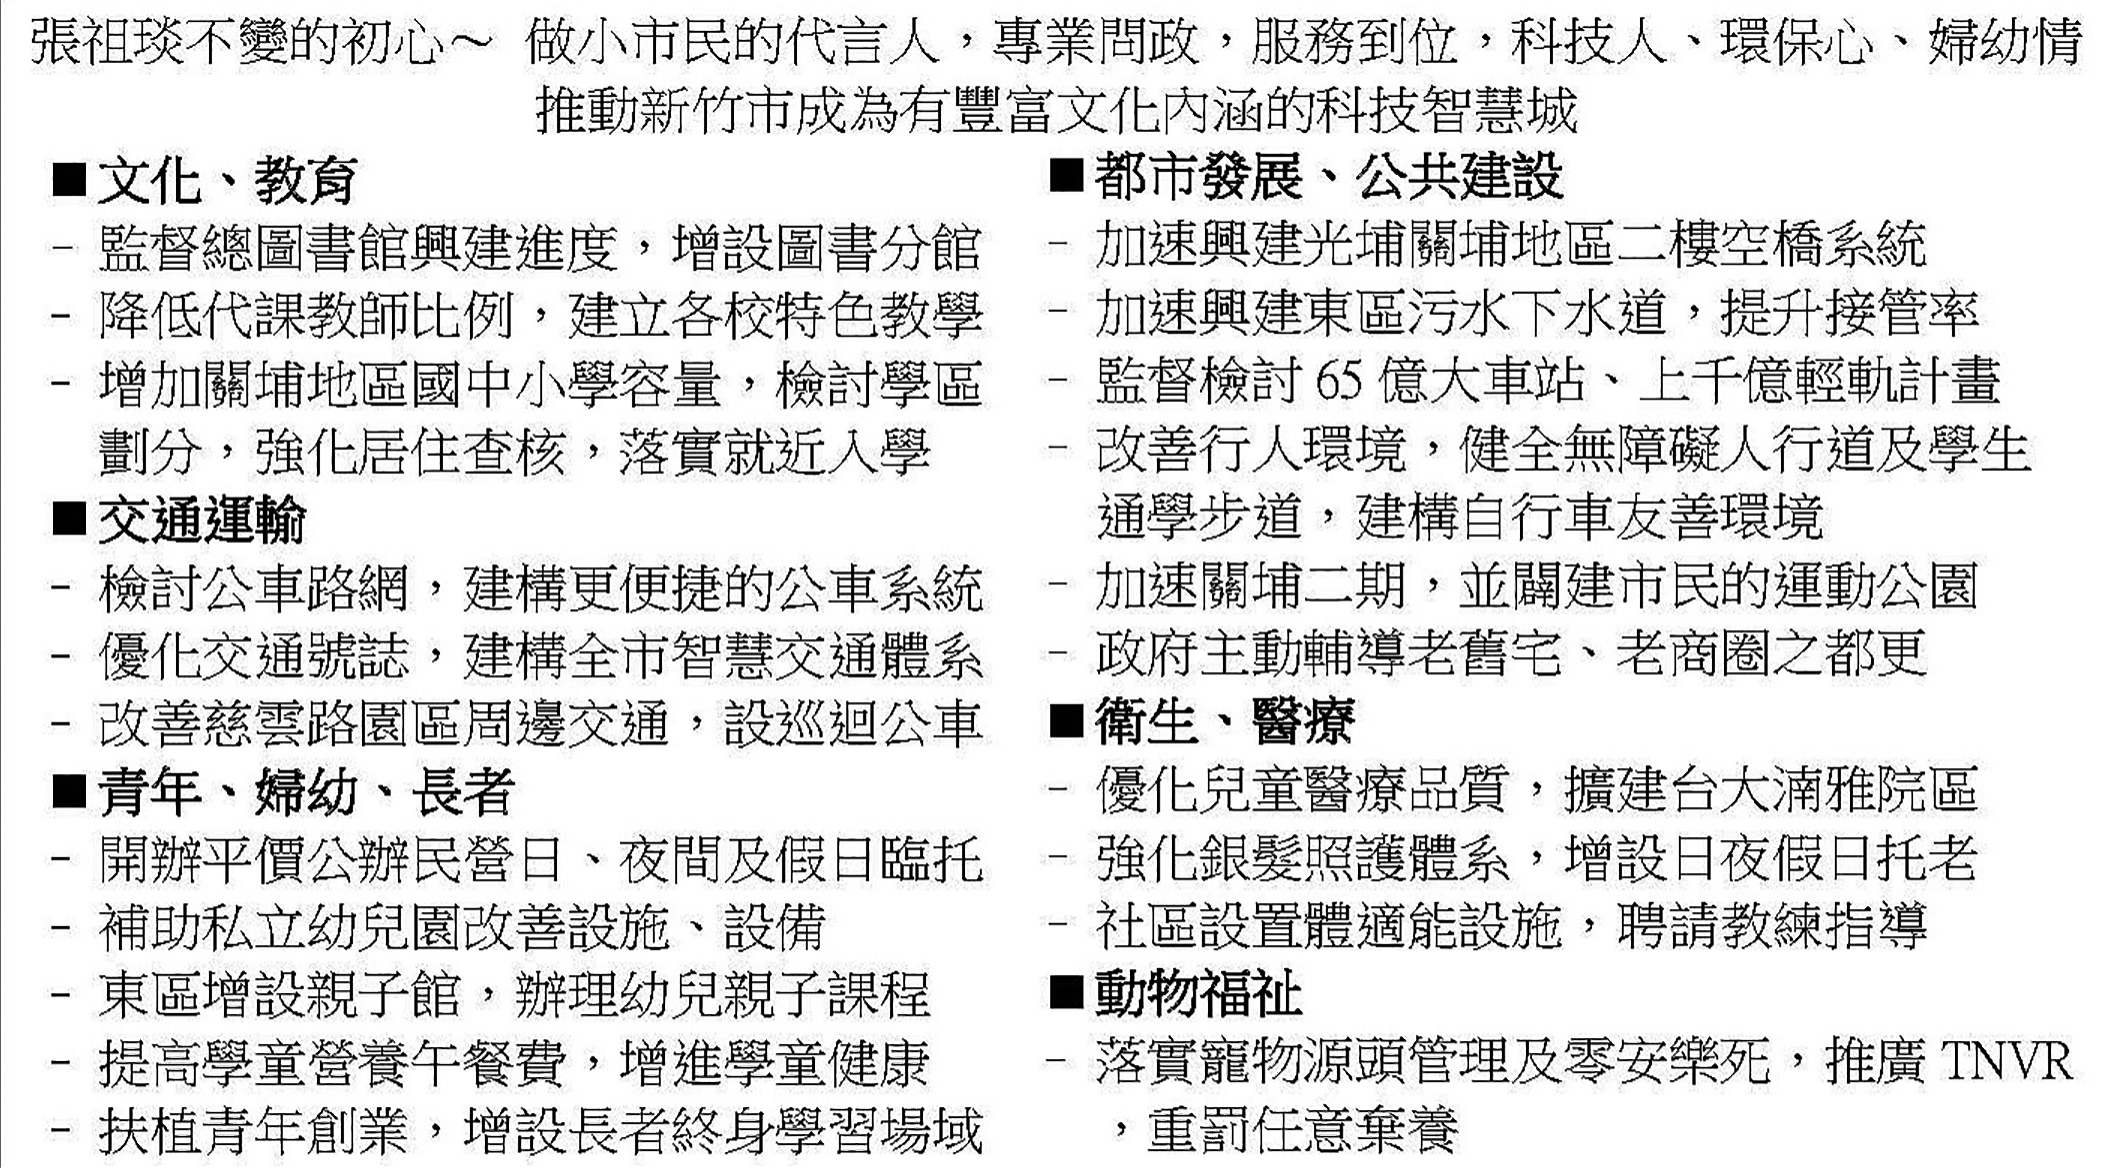 張祖琰不變的初心～ 做小市民的代言人，專業問政，服務到位，科技人、環保心、婦幼情
推動新竹市成為有豐富文化內涵的科技智慧城
■文化、教育
- 監督總圖書館興建進度，增設圖書分館
- 降低代課教師比例，建立各校特色教學
- 增加關埔地區國中小學容量，檢討學區
劃分，強化居住查核，落實就近入學
■交通運輸
- 檢討公車路網，建構更便捷的公車系統
- 優化交通號誌，建構全市智慧交通體系
- 改善慈雲路園區周邊交通，設巡迴公車
■青年、婦幼、長者
- 開辦平價公辦民營日、夜間及假日臨托
- 補助私立幼兒園改善設施、設備
- 東區增設親子館，辦理幼兒親子課程
- 提高學童營養午餐費，增進學童健康
- 扶植青年創業，增設長者終身學習場域
■都市發展、公共建設
- 加速興建光埔關埔地區二樓空橋系統
- 加速興建東區污水下水道，提升接管率
- 監督檢討 65 億大車站、上千億輕軌計畫
- 改善行人環境，健全無障礙人行道及學生
通學步道，建構自行車友善環境
- 加速關埔二期，並闢建市民的運動公園
- 政府主動輔導老舊宅、老商圈之都更
■衛生、醫療
- 優化兒童醫療品質，擴建台大湳雅院區
- 強化銀髮照護體系，增設日夜假日托老
- 社區設置體適能設施，聘請教練指導
■動物福祉
- 落實寵物源頭管理及零安樂死，推廣 TNVR
，重罰任意棄養